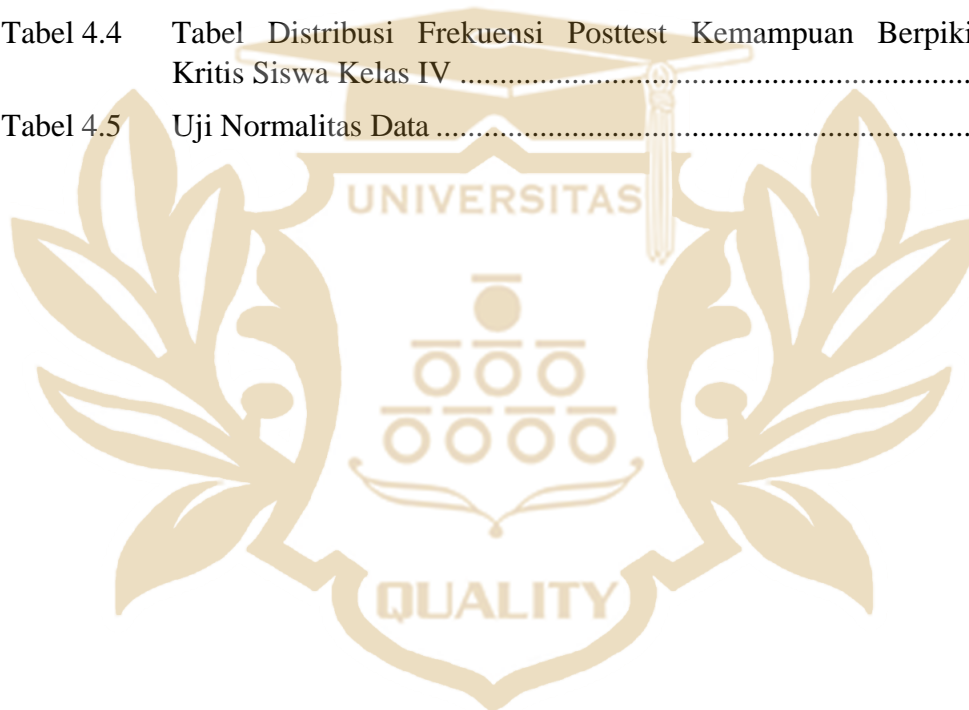 Tabel 4.4 Tabel Distribusi Frekuensi Posttest Kemampuan Berpiki
Kritis Siswa Kelas IV ........................................................................
Tabel 4.5 Uji Normalitas Data ............................................................................
UNIVERSITAS
QUALITY